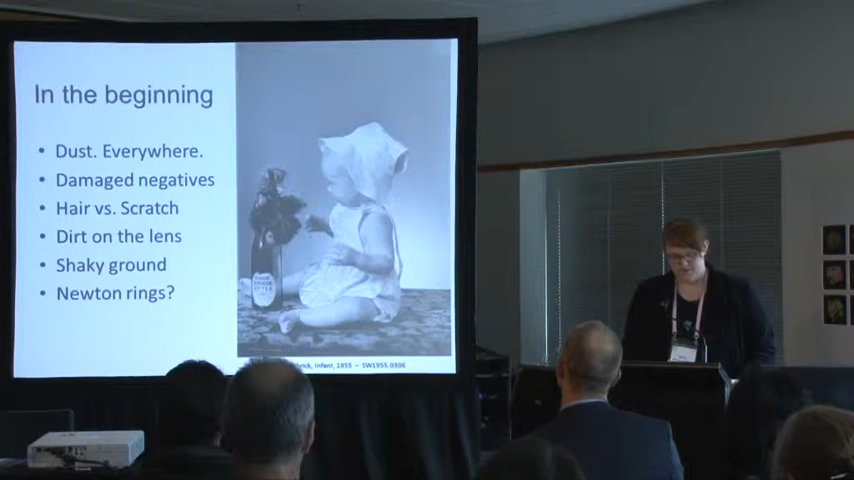 In the beginning
• Dust. Everywhere.
• Damaged negatives
• Hair vs. Scratch
• Dirt on the lens
• Shaky ground
• Newton rings?
Infant, 1955 – SW1955.0306